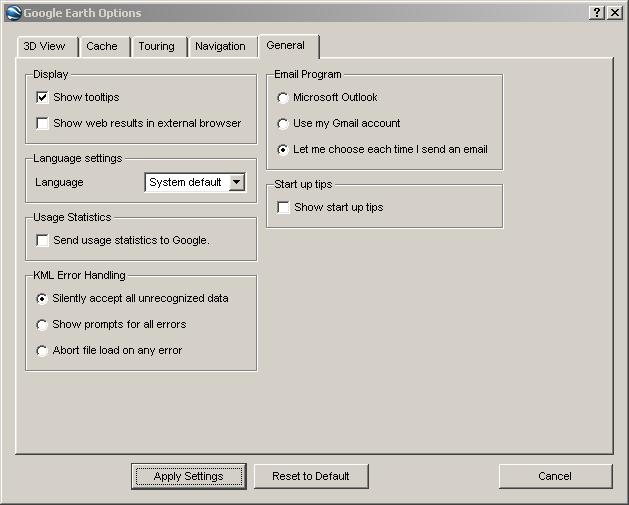 Google Earth Options
3D View
Cache
Touring
Navigation
General
Display
Show tooltips
Show web results in external browser
Language settings
Language
System default
Usage Statistics
Send usage statistics to Google.
KML Error Handling
Silently accept all unrecognized data
Show prompts for all errors
Abort file load on any error
Email Program
Microsoft Outlook
Use my Gmail account
Let me choose each time I send an email
Start up tips
Show start up tips
Apply Settings
Reset to Default
Cancel